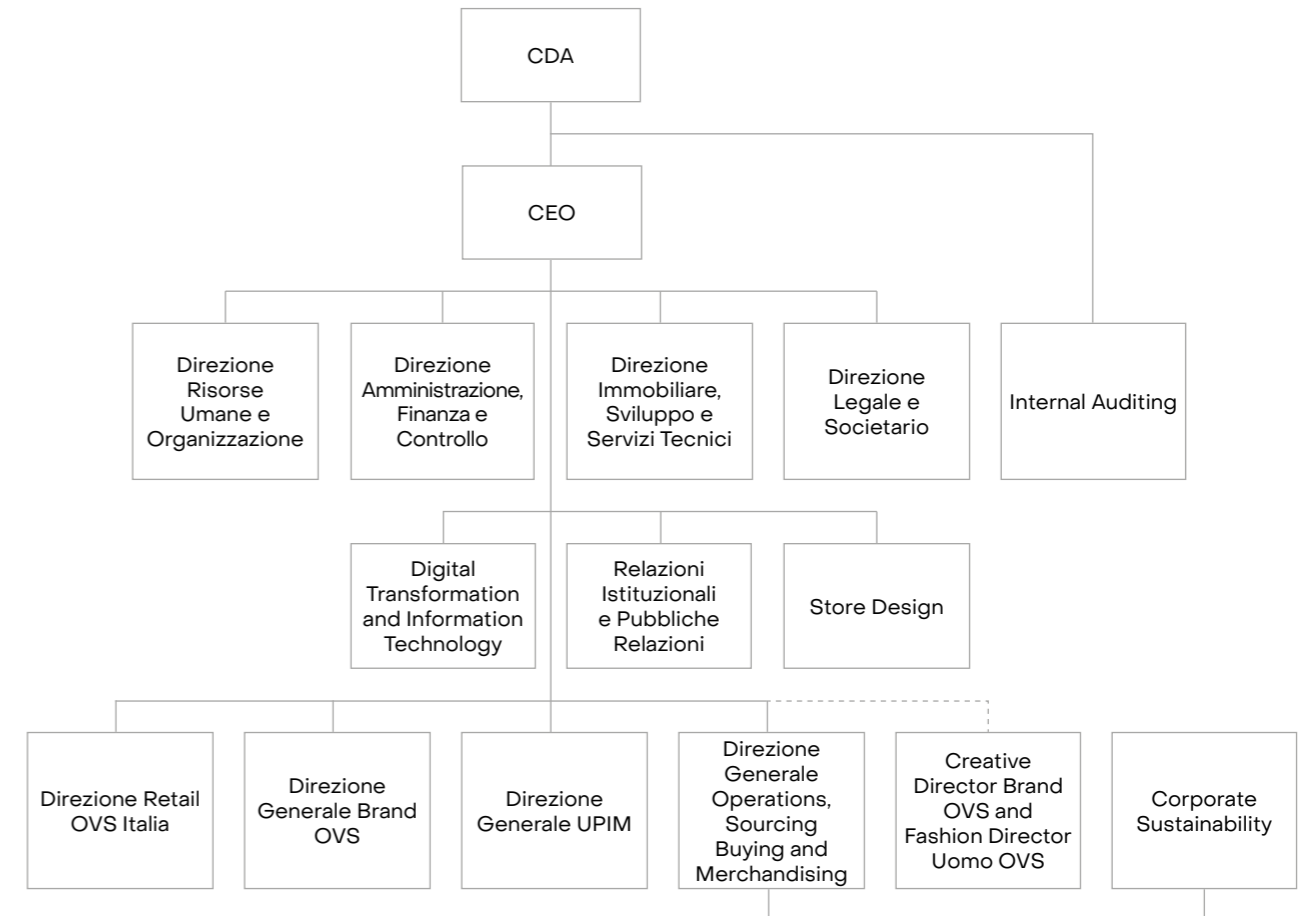 CDA
CEO
Direzione
Risorse
Umane e
Organizzazione
Direzione
Amministrazione,
Finanza e
Controllo
Direzione
Immobiliare,
Sviluppo e
Servizi Tecnici
Direzione
Legale e
Societario
Internal Auditing
Digital
Transformation
and Information
Technology
Relazioni
Istituzionali
e Pubbliche
Relazioni
Store Design
Direzione Retail
OVS Italia
Direzione
Generale Brand
OVS
Direzione
Generale UPIM
Direzione
Generale
Operations,
Sourcing
Buying and
Merchandising
Creative
Director Brand
OVS and
Fashion Director
Uomo OVS
Corporate
Sustainability